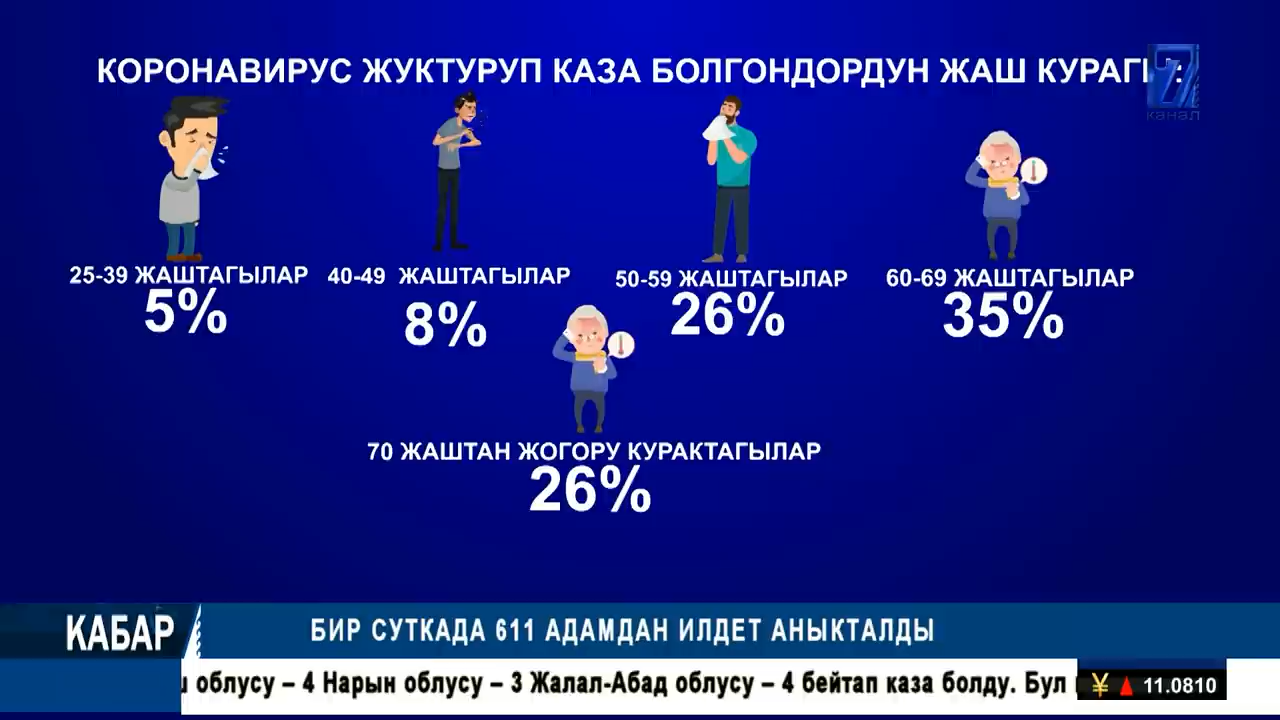 КОРОНАВИРУС ЖУКТУРУП КАЗА БОЛГОНДОРДУН ЖАШ
7
канал
25-39 ЖАШТАГЫЛАР
5%
40-49 ЖАШТАГЫЛАР
8%
50-59 ЖАШТАГЫЛАР
26%
60-69 ЖАШТАГЫЛАР
35%
70 ЖАШТАН ЖОГОРУ КУРАКТАГЫЛАР
26%
КАБАР
БИР СУТКАДА 611 АДАМДАН ИЛДЕТ АНЫКТАЛДЫ
облусу – 4 Нарын облусу – 3 Жалал-Абад облусу – 4 бейтап каза болду. Бул
¥ ▲ 11.0810